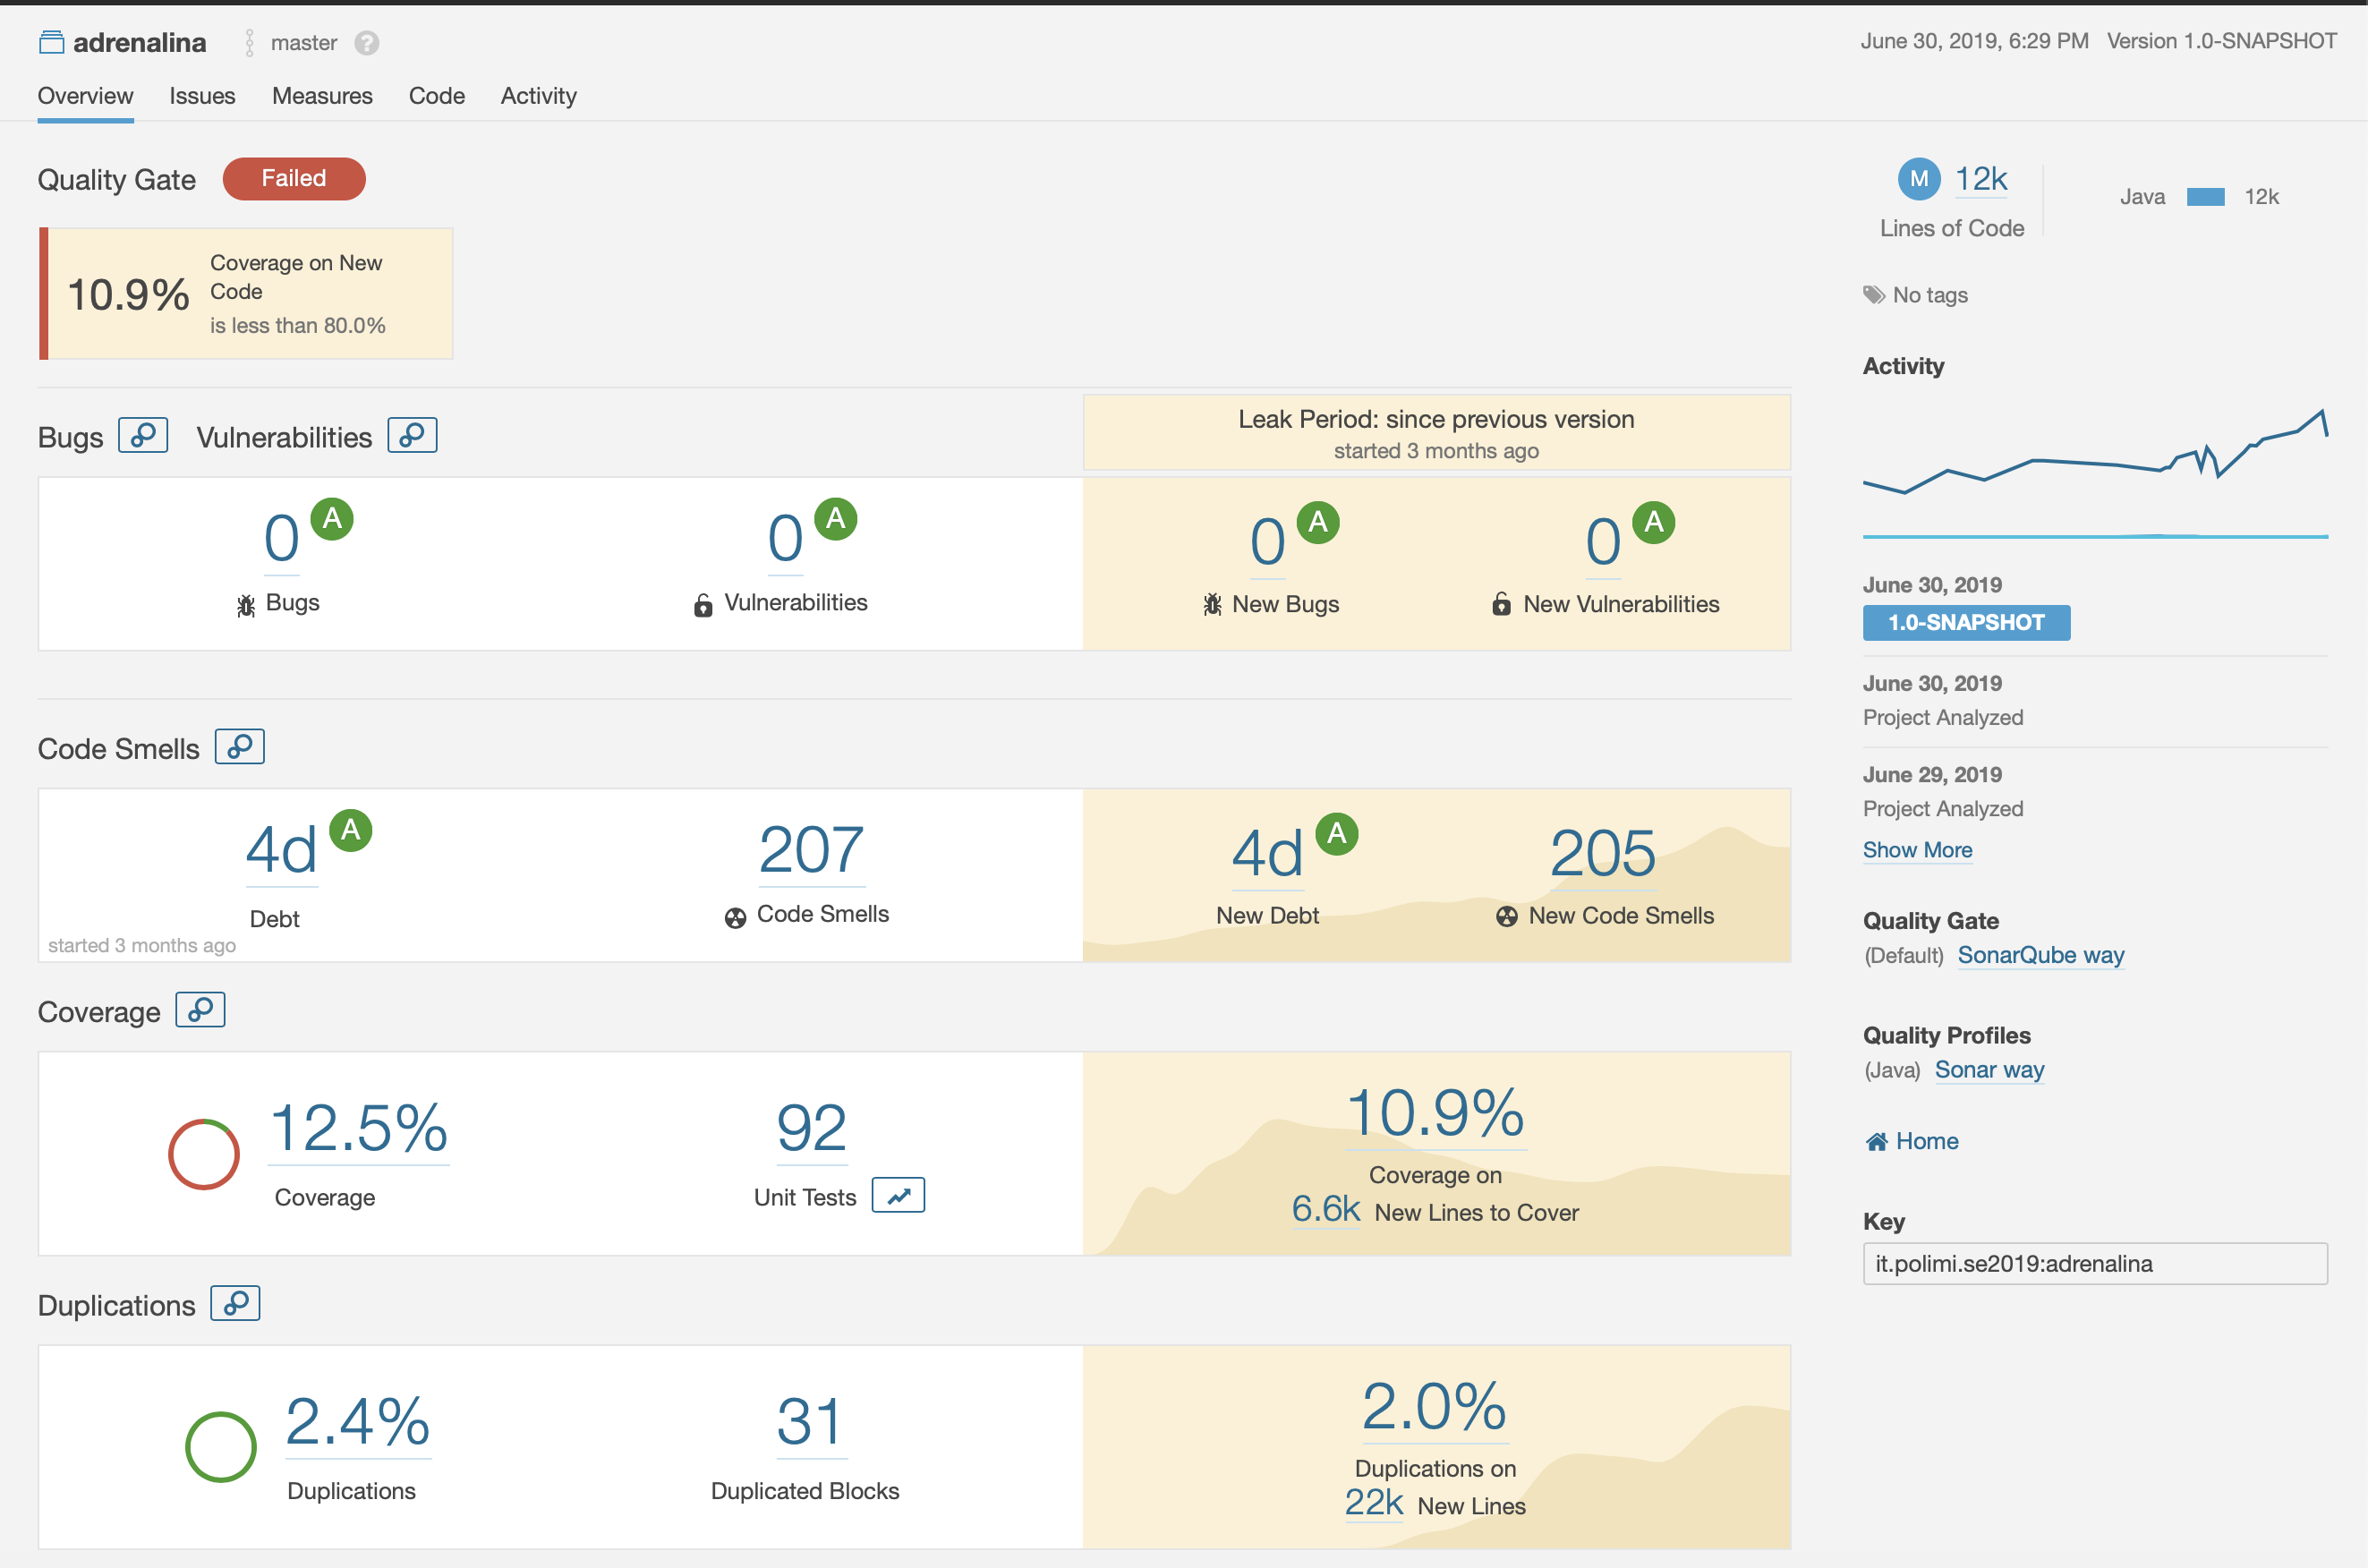 adrenalina master ? June 30, 2019, 6:29 PM Version 1.0-SNAPSHOT
Overview Issues Measures Code Activity
Quality Gate Failed
10.9% Coverage on New
Code
is less than 80.0%
M 12k
Lines of Code
Java 12k
No tags
Activity
Bugs Vulnerabilities
Leak Period: since previous version
started 3 months ago
0 A
Bugs
0 A
Vulnerabilities
0 A
New Bugs
0 A
New Vulnerabilities
June 30, 2019
1.0-SNAPSHOT
June 30, 2019
Project Analyzed
June 29, 2019
Project Analyzed
Show More
Code Smells
4d A
Debt
started 3 months ago
207
Code Smells
4d A
New Debt
205
New Code Smells
Quality Gate
(Default) SonarQube way
Quality Profiles
(Java) Sonar way
Home
Key
it.polimi.se2019:adrenalina
Coverage
12.5%
Coverage
92
Unit Tests
10.9%
Coverage on
6.6k New Lines to Cover
Duplications
2.4%
Duplications
31
Duplicated Blocks
2.0%
Duplications on
22k New Lines